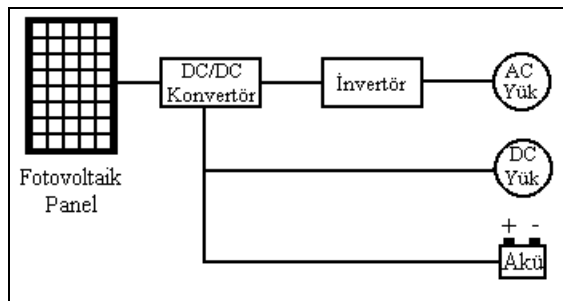 DC/DC
Konvertör
İnvertör
AC
Yük
Fotovoltaik
Panel
DC
Yük
+ -
Akü